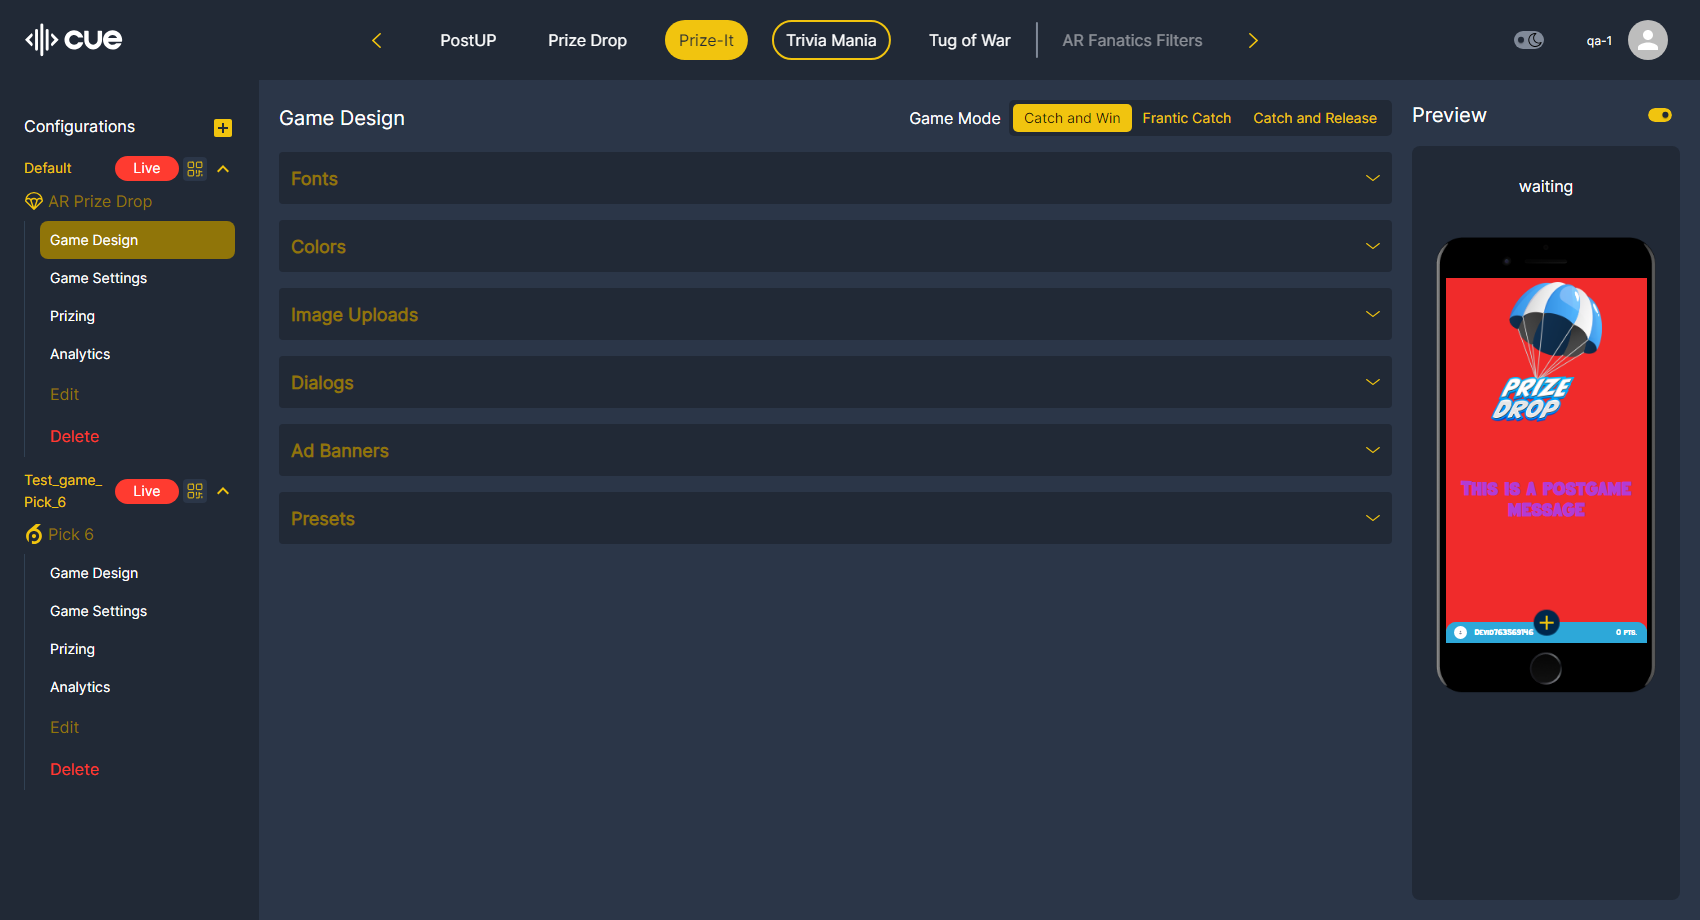 cue
PostUP
Prize Drop
Prize-It
Trivia Mania
Tug of War
AR Fanatics Filters
qa-1
Configurations
Default
Live
AR Prize Drop
Game Design
Game Settings
Prizing
Analytics
Edit
Delete
Test_game_
Pick_6
Live
Pick 6
Game Design
Game Settings
Prizing
Analytics
Edit
Delete
Game Design
Game Mode
Catch and Win
Frantic Catch
Catch and Release
Fonts
Colors
Image Uploads
Dialogs
Ad Banners
Presets
Preview
waiting
PRIZE
DROP
THIS IS A POSTGAME
MESSAGE
0 PTS.